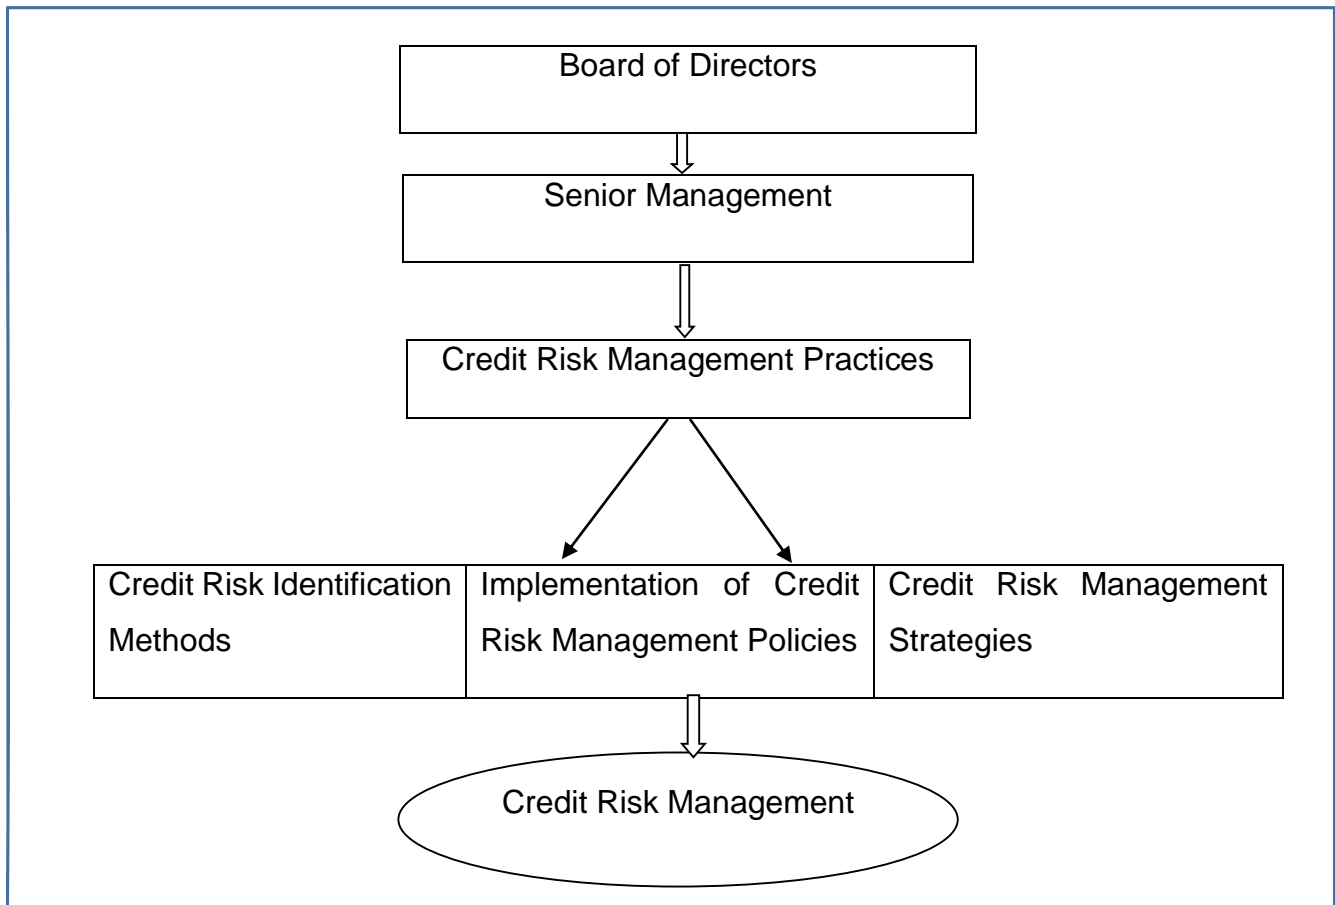 Board of Directors
Senior Management
Credit Risk Management Practices
Credit Risk Identification
Methods
Implementation of Credit
Risk Management Policies
Credit Risk Management
Strategies
Credit Risk Management